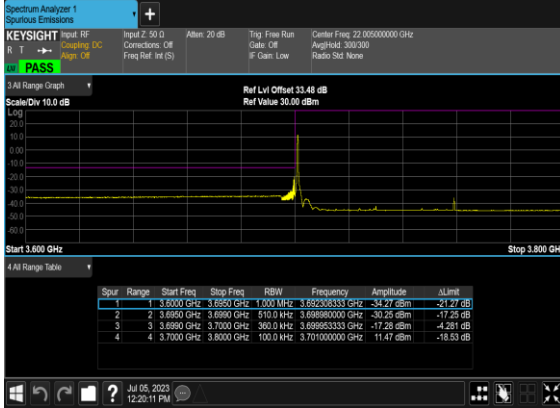 Spectrum Analyzer 1
Spurious Emissions
KEYSIGHT Input: RF Input Z: 50 Ω Atten: 20 dB Trig: Free Run Center Freq: 22.005000000 GHz
R T Coupling: DC Corrections: Off Gate: Off Avg|Hold: 300/300
Align: Off Freq Ref: Int (S) IF Gain: Low Radio Std: None
PASS
3 All Range Graph
Ref Lvl Offset 33.48 dB
Scale/Div 10.0 dB Ref Value 30.00 dBm
Log
20.0
10.0
0.00
-10.0
-20.0
-30.0
-40.0
-50.0
-60.0
Start 3.600 GHz Stop 3.800 GHz
4 All Range Table
Spur Range Start Freq Stop Freq RBW Frequency Amplitude ΔLimit
1 1 3.6000 GHz 3.6950 GHz 1.000 MHz 3.692308333 GHz -34.27 dBm -21.27 dB
2 2 3.6950 GHz 3.6990 GHz 510.0 kHz 3.698980000 GHz -30.25 dBm -17.25 dB
3 3 3.6990 GHz 3.7000 GHz 360.0 kHz 3.699953333 GHz -17.28 dBm -4.281 dB
4 4 3.7000 GHz 3.8000 GHz 100.0 kHz 3.701000000 GHz 11.47 dBm -18.53 dB
Jul 05, 2023
12:20:11 PM